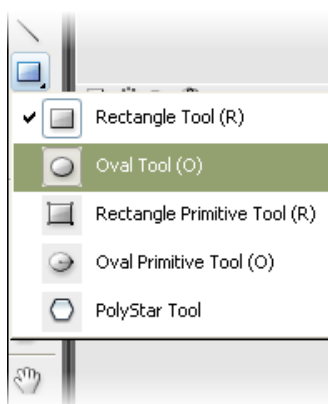 Rectangle Tool (R)
Oval Tool (O)
Rectangle Primitive Tool (R)
Oval Primitive Tool (O)
PolyStar Tool